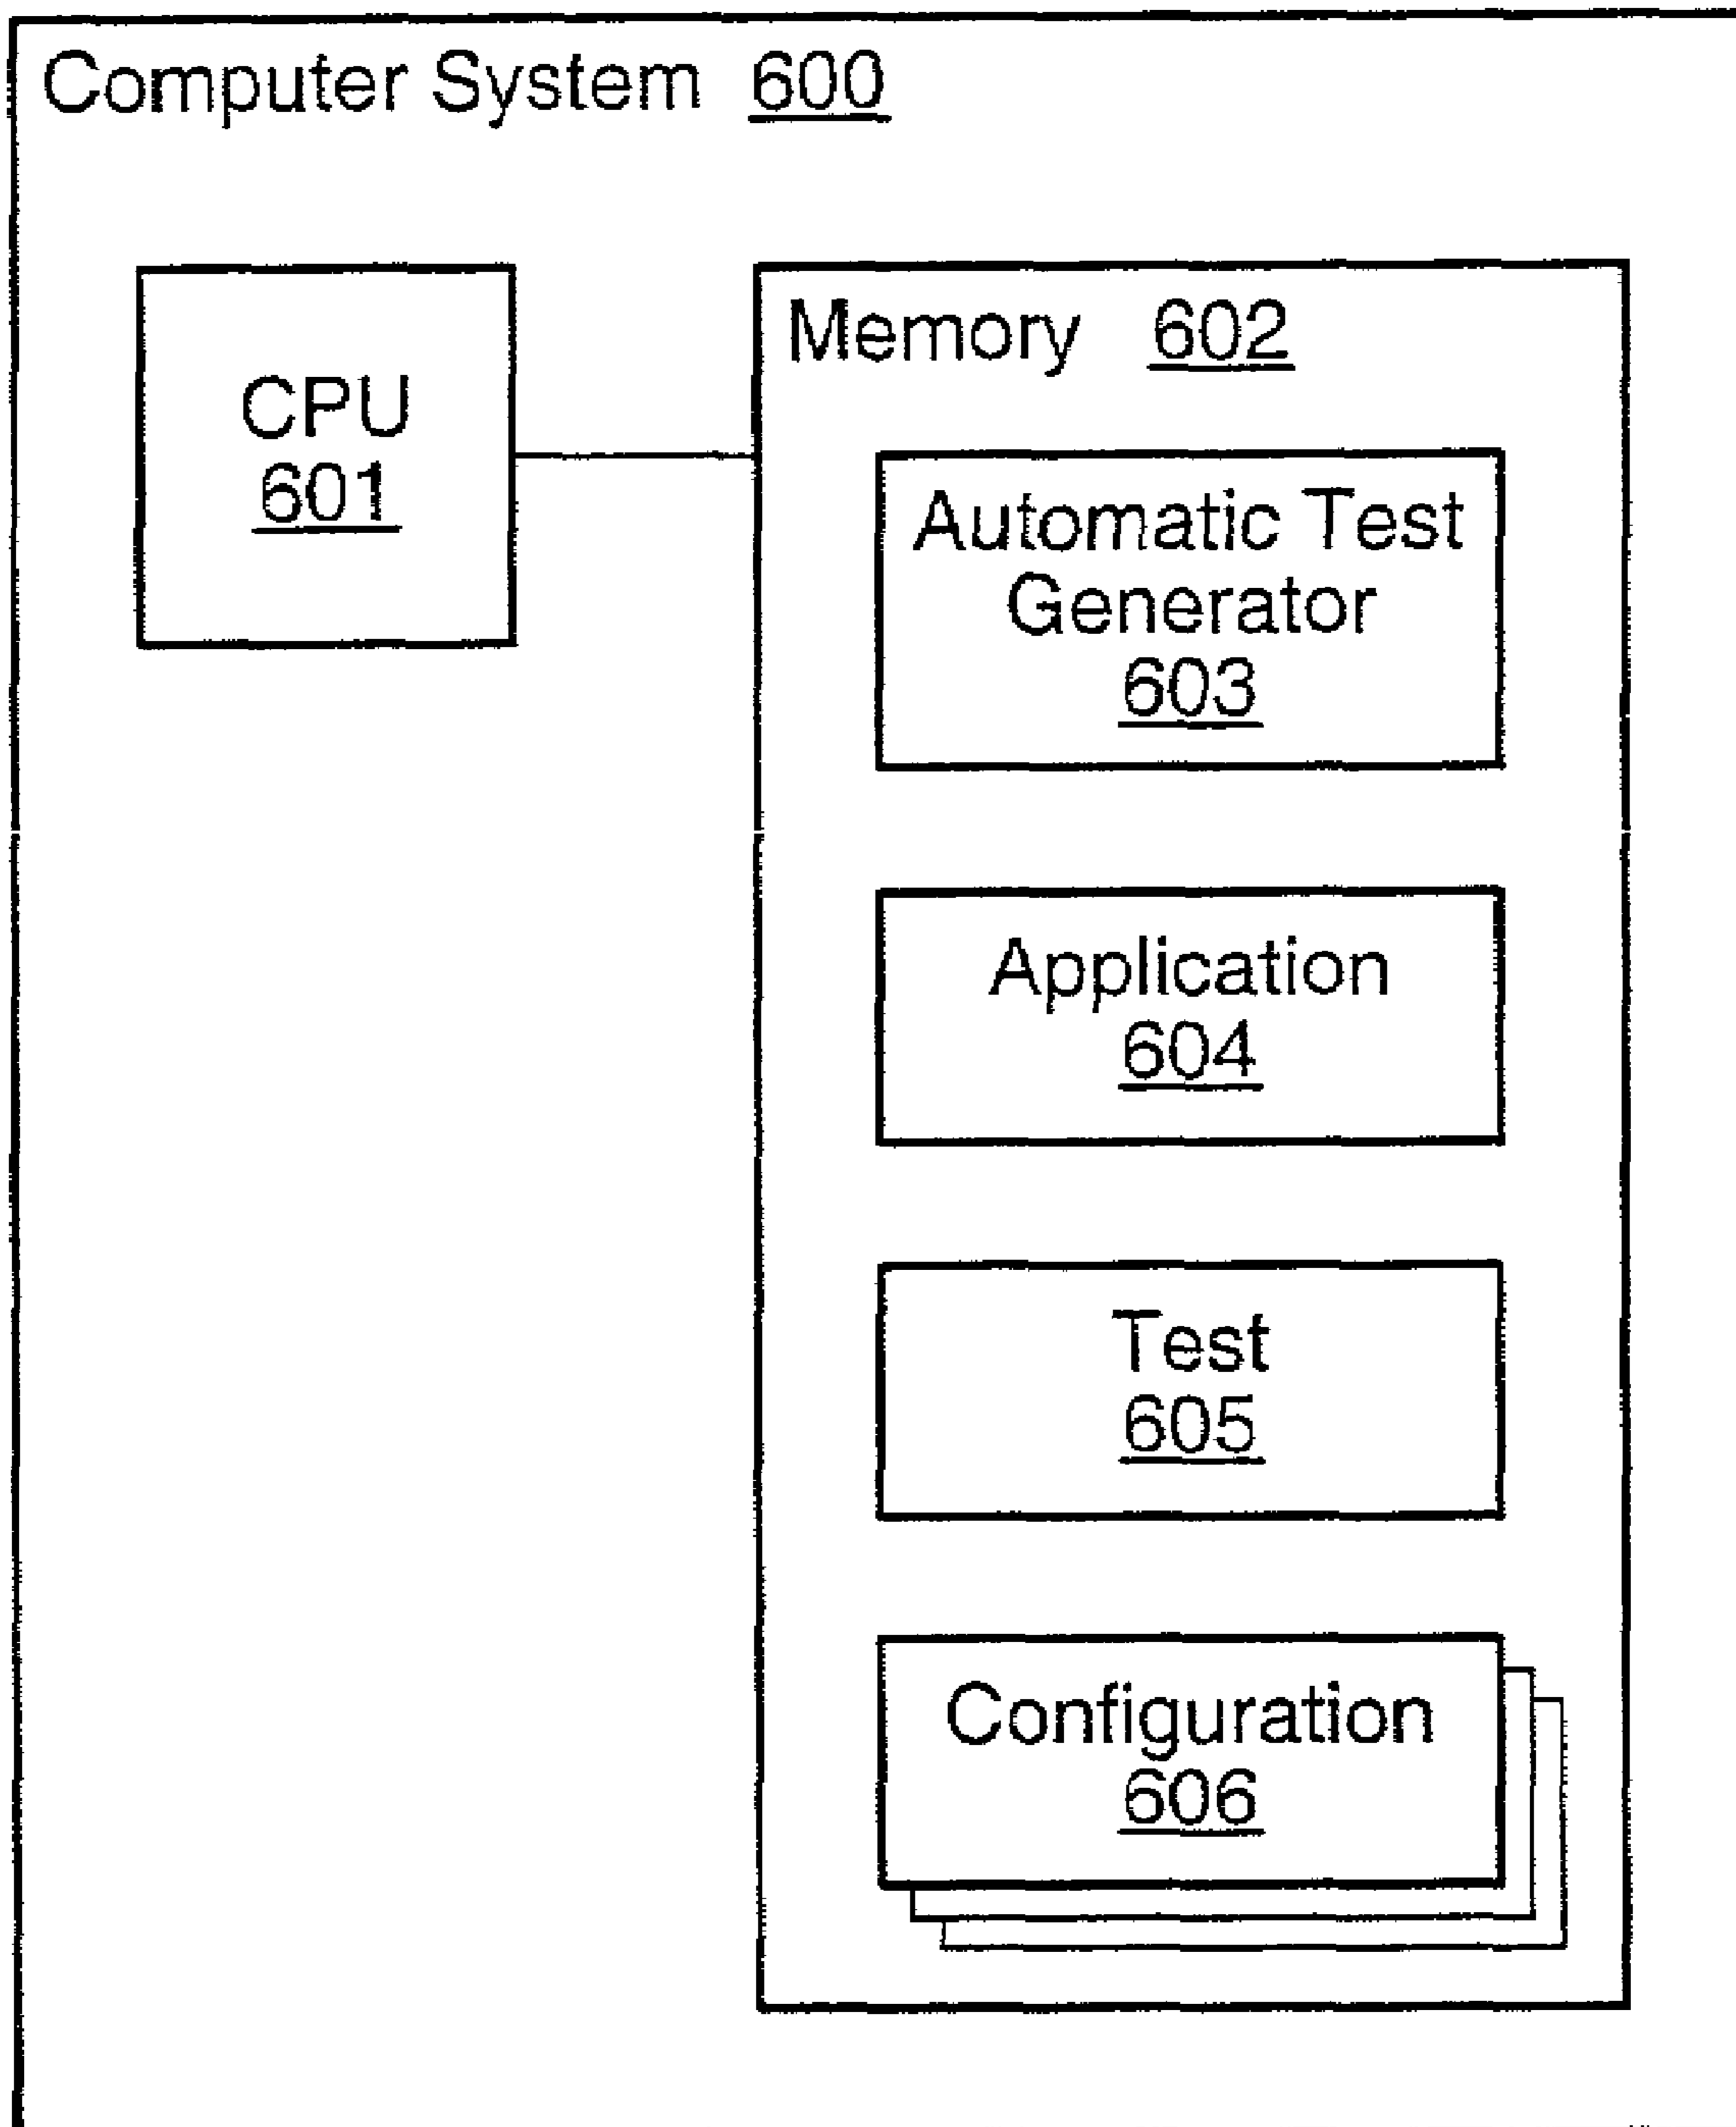 Computer System 600
CPU
601
Memory 602
Automatic Test
Generator
603
Application
604
Test
605
Configuration
606